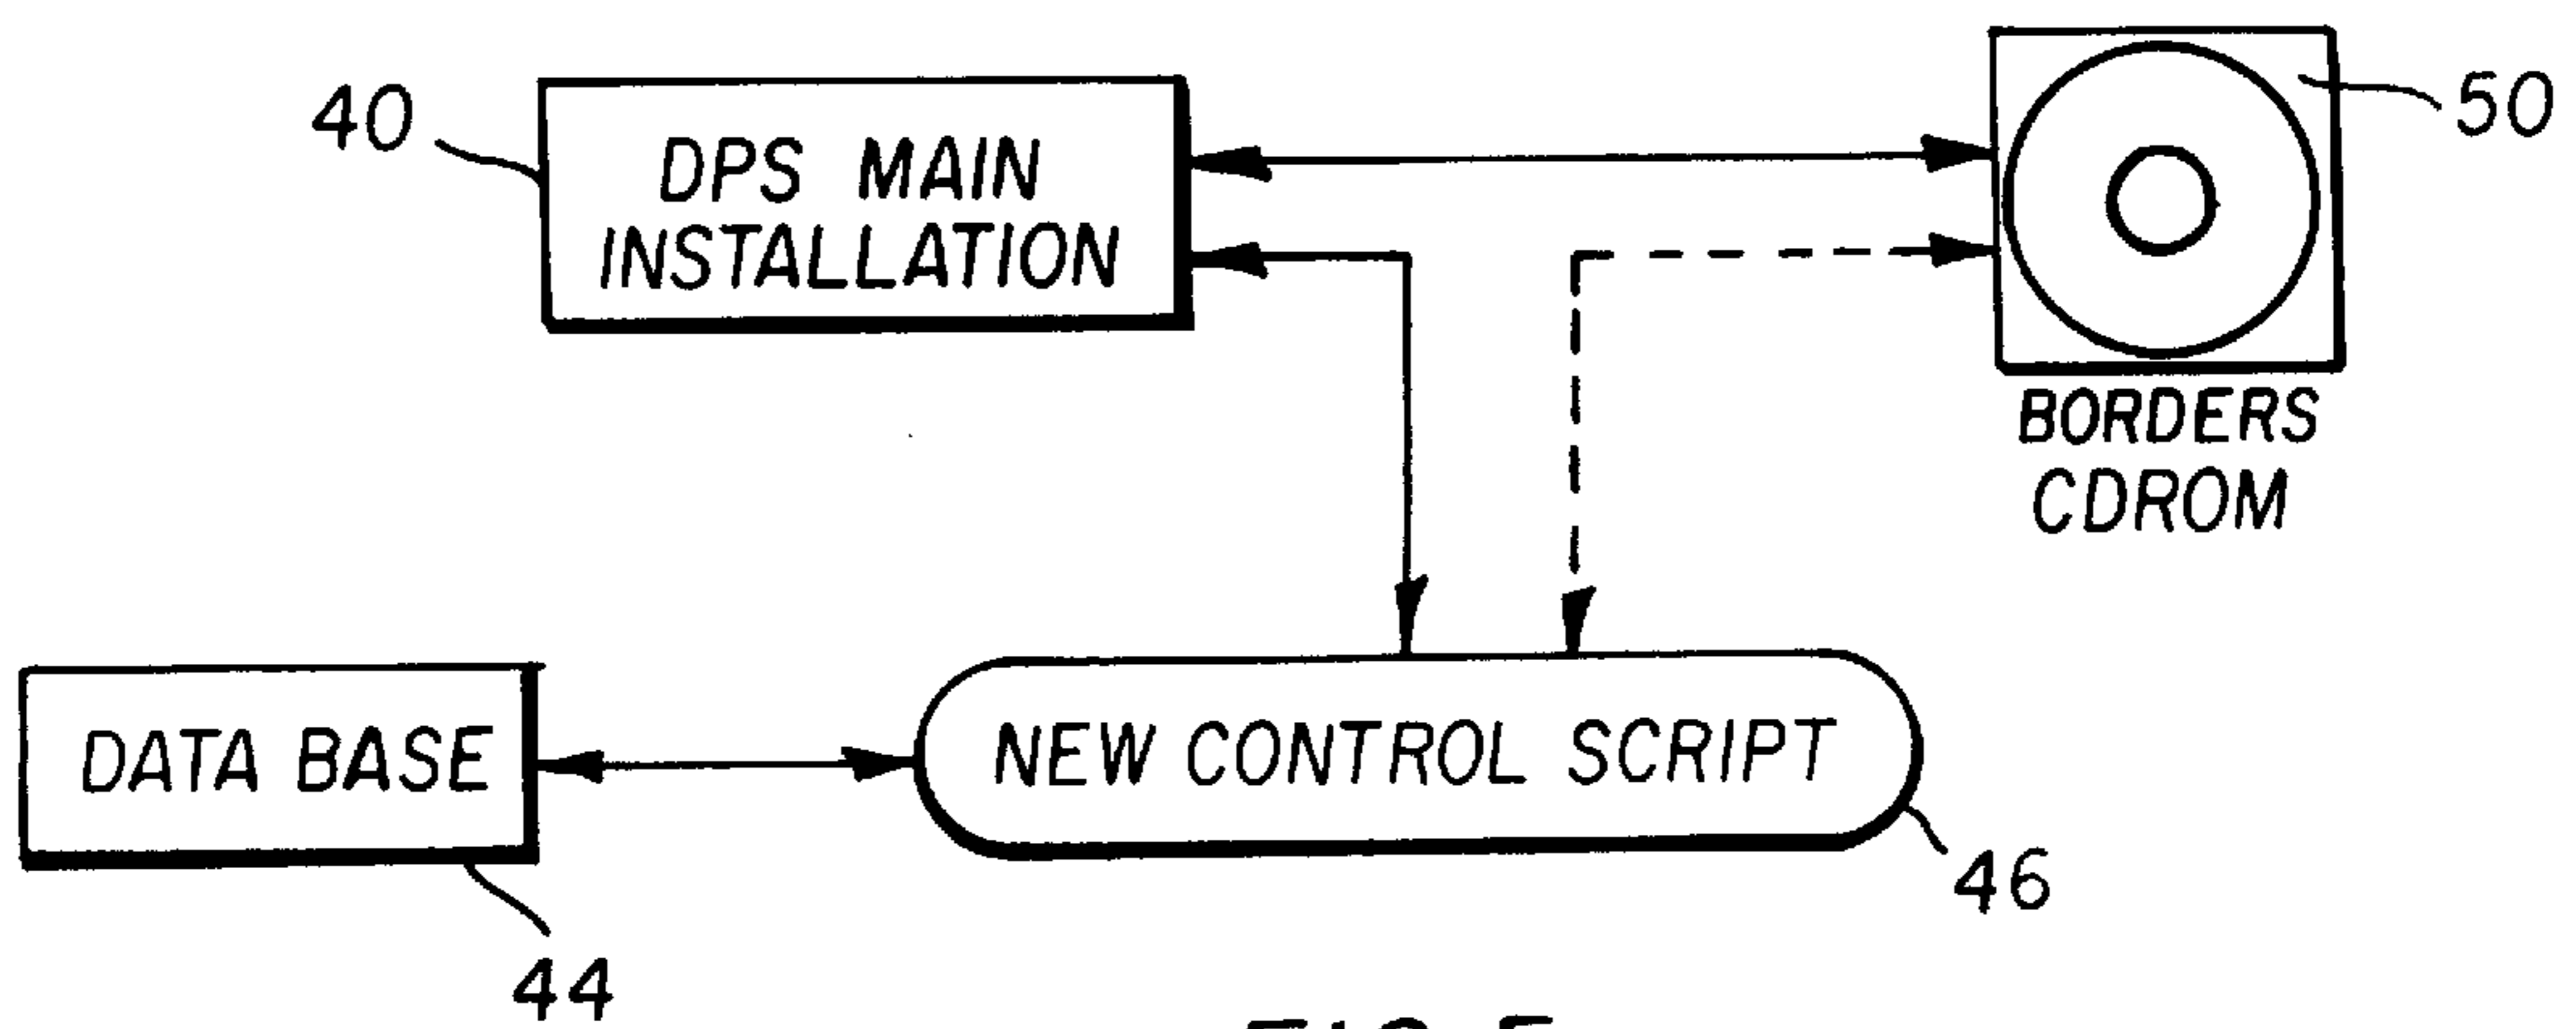 40
DPS MAIN
INSTALLATION
50
BORDERS
CDROM
DATA BASE
NEW CONTROL SCRIPT
46
44